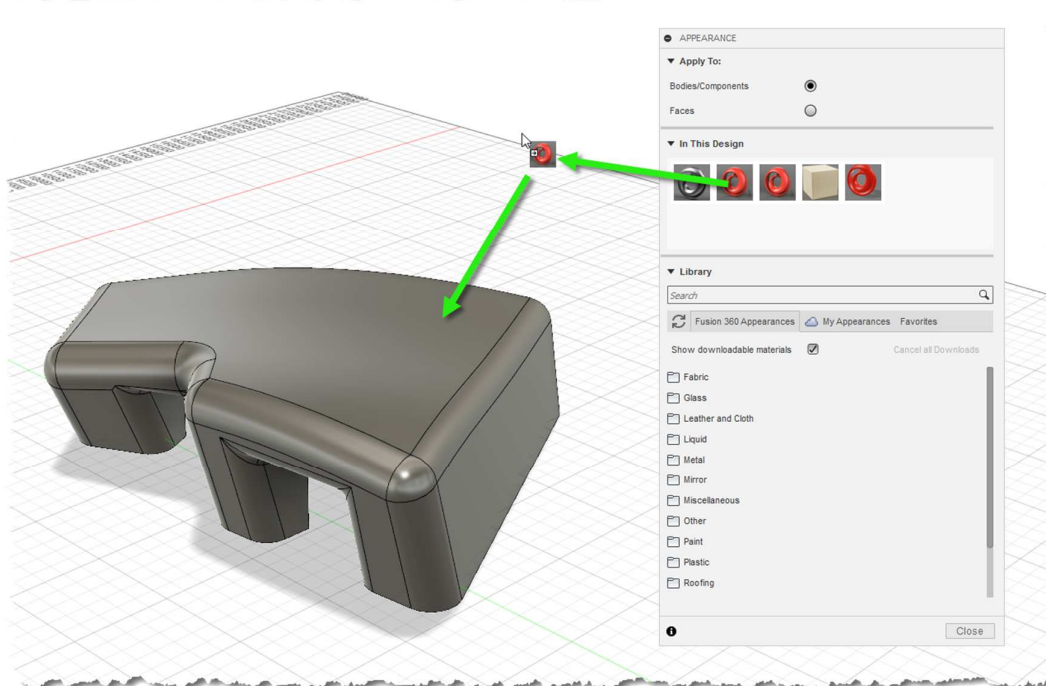 APPEARANCE
Apply To:
Bodies/Components
Faces
In This Design
Library
Search
Fusion 360 Appearances My Appearances Favorites
Show downloadable materials Cancel all Downloads
Fabric
Glass
Leather and Cloth
Liquid
Metal
Mirror
Miscellaneous
Other
Paint
Plastic
Roofing
Close